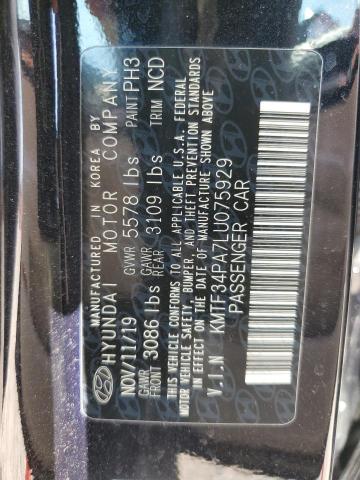 MANUFACTURED IN KOREA BY
HYUNDAI MOTOR COMPANY
NOV/11/19 GVWR 5578 lbs PAINT PH3
GAWR FRONT 3086 lbs GAWR REAR 3109 lbs TRIM NCD
THIS VEHICLE CONFORMS TO ALL APPLICABLE U.S.A. FEDERAL
MOTOR VEHICLE SAFETY, BUMPER, AND THEFT PREVENTION STANDARDS
IN EFFECT ON THE DATE OF MANUFACTURE SHOWN ABOVE
V.I.N KMTF34PA7LU075929
PASSENGER CAR